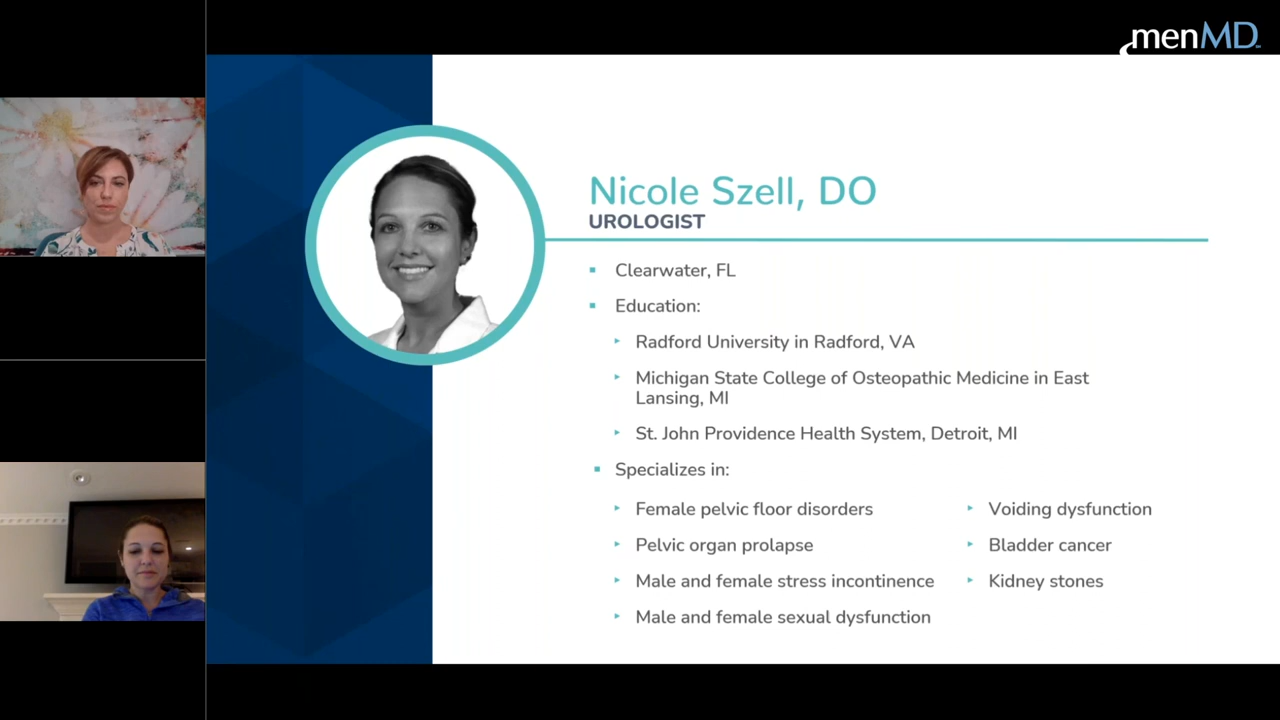 menMD
Nicole Szell, DO
UROLOGIST
Clearwater, FL
Education:
Radford University in Radford, VA
Michigan State College of Osteopathic Medicine in East
Lansing, MI
St. John Providence Health System, Detroit, MI
Specializes in:
Female pelvic floor disorders
Pelvic organ prolapse
Male and female stress incontinence
Male and female sexual dysfunction
Voiding dysfunction
Bladder cancer
Kidney stones